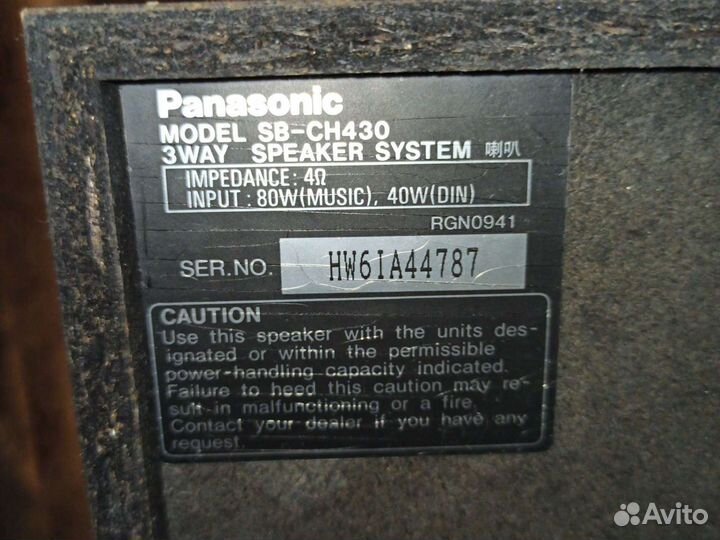 Panasonic
MODEL SB-CH430
3WAY SPEAKER SYSTEM 喇叭
IMPEDANCE: 4Ω
INPUT : 80W(MUSIC), 40W(DIN)
RGN0941
SER.NO. HW6IA44787
CAUTION
Use this speaker with the units des-
ignated or within the permissible
power-handling capacity indicated.
Failure to heed this caution may re-
sult in malfunctioning or a fire.
Contact your dealer if you have any
request.
Avito